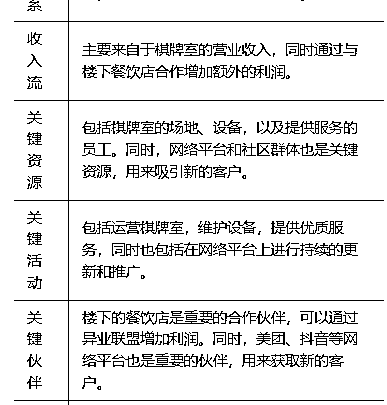 系
收入流
主要来自于棋牌室的营业收入，同时通过与
楼下餐饮店合作增加额外的利润。
关键资源
包括棋牌室的场地、设备，以及提供服务的
员工。同时，网络平台和社区群体也是关键
资源，用来吸引新的客户。
关键活动
包括运营棋牌室，维护设备，提供优质服
务，同时也包括在网络平台上进行持续的更
新和推广。
关键伙伴
楼下的餐饮店是重要的合作伙伴，可以通过
异业联盟增加利润。同时，美团、抖音等网
络平台也是重要的伙伴，用来获取新的客
户。